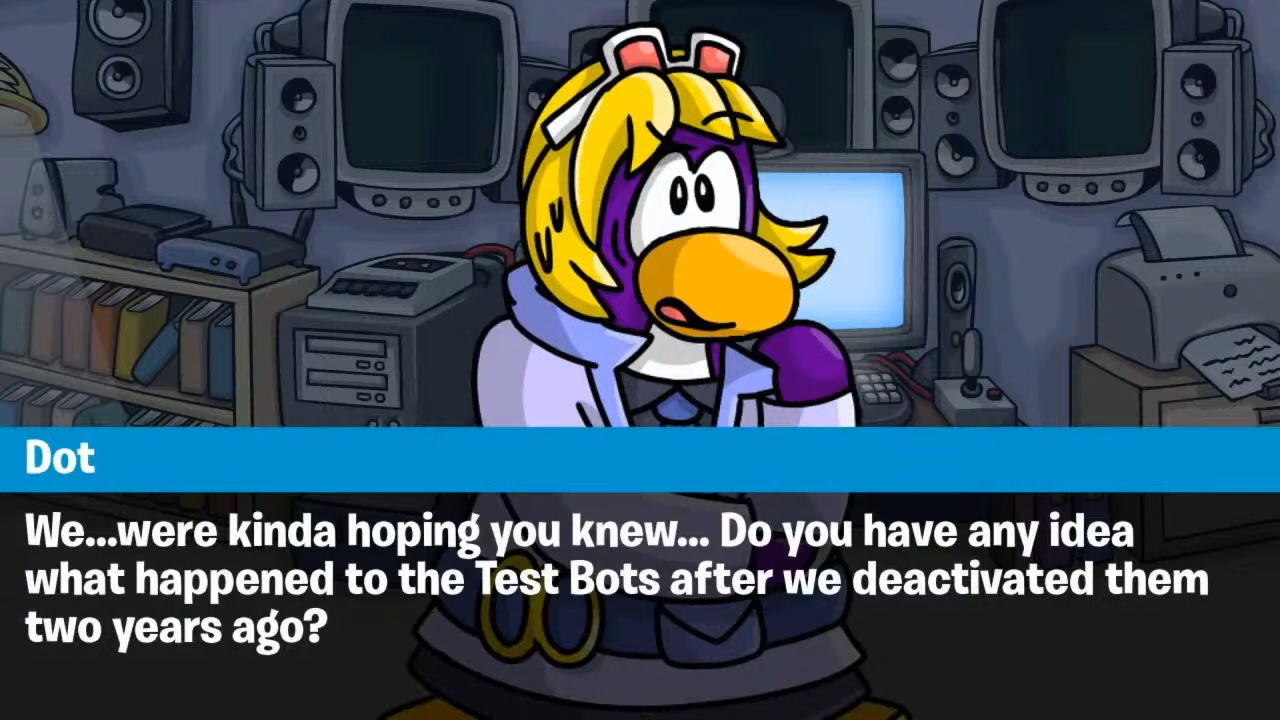 Dot
We...were kinda hoping you knew... Do you have any idea
what happened to the Test Bots after we deactivated them
two years ago?